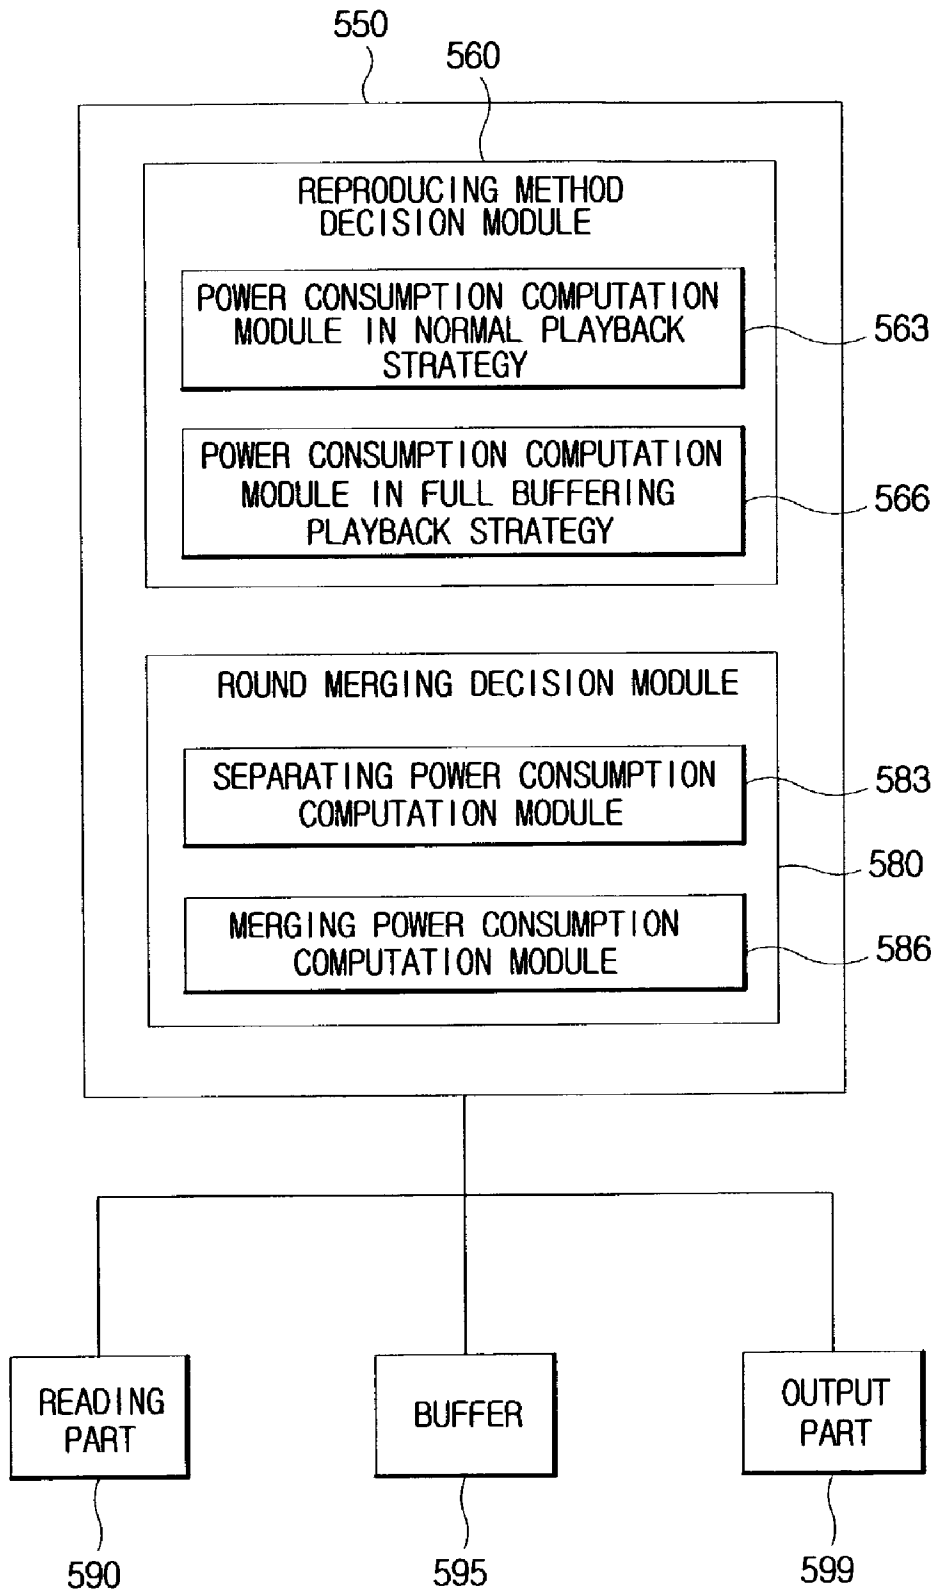 550
560
REPRODUCING METHOD
DECISION MODULE
POWER CONSUMPTION COMPUTATION
MODULE IN NORMAL PLAYBACK
STRATEGY
563
POWER CONSUMPTION COMPUTATION
MODULE IN FULL BUFFERING
PLAYBACK STRATEGY
566
ROUND MERGING DECISION MODULE
SEPARATING POWER CONSUMPTION
COMPUTATION MODULE
583
580
MERGING POWER CONSUMPTION
COMPUTATION MODULE
586
READING
PART
BUFFER
OUTPUT
PART
590
595
599